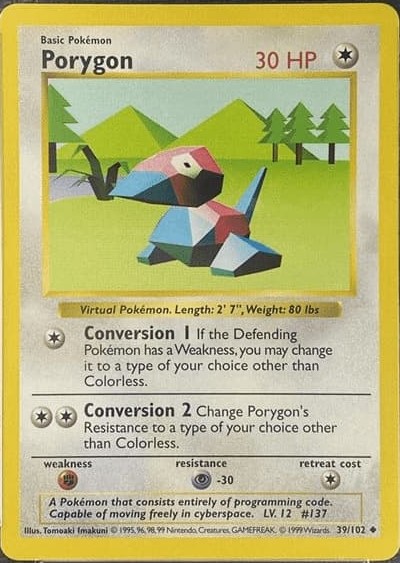 Basic Pokémon
Porygon 30 HP
Virtual Pokémon. Length: 2' 7", Weight: 80 lbs
Conversion 1 If the Defending
Pokémon has a Weakness, you may change
it to a type of your choice other than
Colorless.
Conversion 2 Change Porygon's
Resistance to a type of your choice other
than Colorless.
weakness resistance retreat cost
-30
A Pokémon that consists entirely of programming code.
Capable of moving freely in cyberspace. LV. 12 #137
Illus. Tomoaki Imakuni © 1995, 96, 98, 99 Nintendo, Creatures, GAMEFREAK. © 1999 Wizards. 39/102